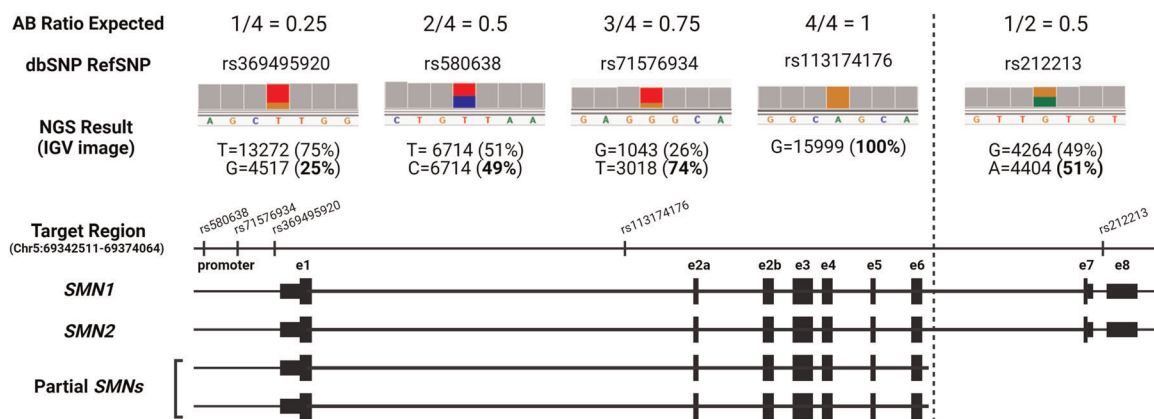 AB Ratio Expected 1/4 = 0.25 2/4 = 0.5 3/4 = 0.75 4/4 = 1 1/2 = 0.5
dbSNP RefSNP rs369495920 rs580638 rs71576934 rs113174176 rs212213
NGS Result
(IGV image)
A G C T T G G C T G T T A A G A G G G C A G G C A G C A G T T G T G T
T=13272 (75%) T= 6714 (51%) G=1043 (26%) G=15999 (100%) G=4264 (49%)
G=4517 (25%) C=6714 (49%) T=3018 (74%) A=4404 (51%)
rs580638 rs71576934 rs369495920 rs113174176 rs212213
Target Region
(Chr5:69342511-69374064)
promoter e1 e2a e2b e3 e4 e5 e6 e7 e8
SMN1
SMN2
Partial SMNs